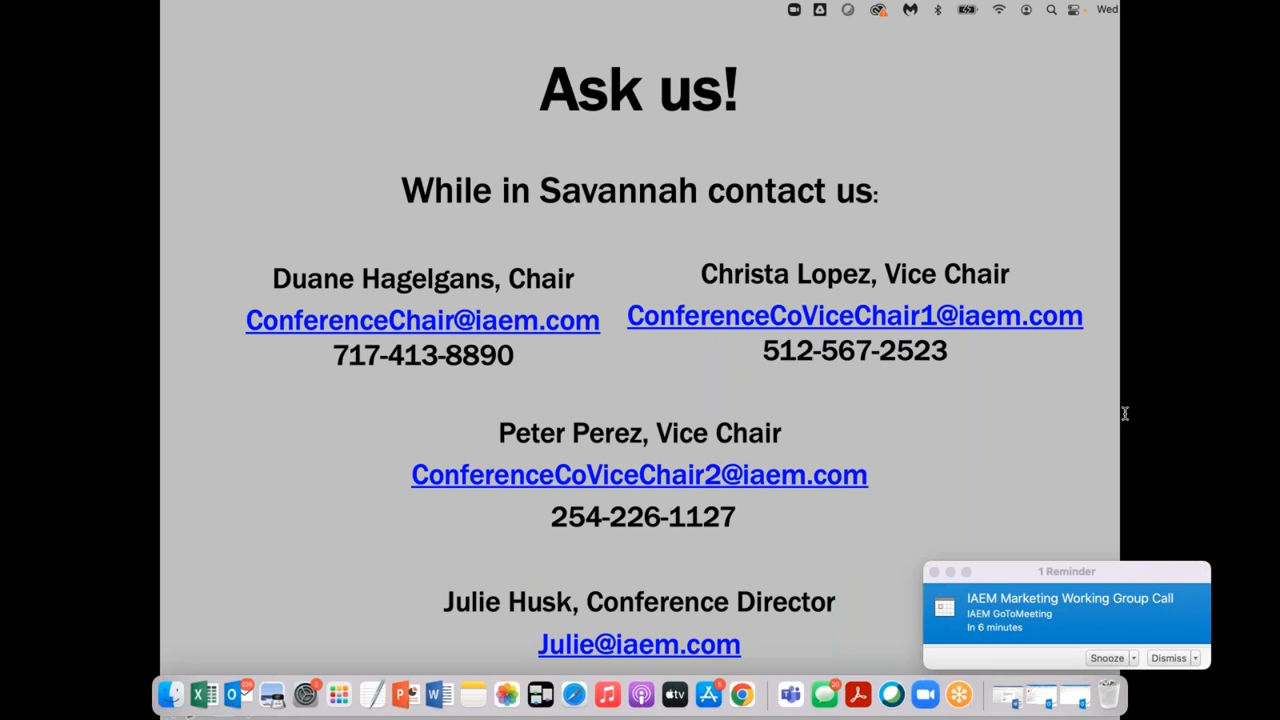 Wed
Ask us!
While in Savannah contact us:
Duane Hagelgans, Chair
ConferenceChair@iaem.com
717-413-8890
Christa Lopez, Vice Chair
ConferenceCoViceChair1@iaem.com
512-567-2523
Peter Perez, Vice Chair
ConferenceCoViceChair2@iaem.com
254-226-1127
Julie Husk, Conference Director
Julie@iaem.com
1 Reminder
IAEM Marketing Working Group Call
IAEM GoToMeeting
In 6 minutes
Snooze
Dismiss
tv